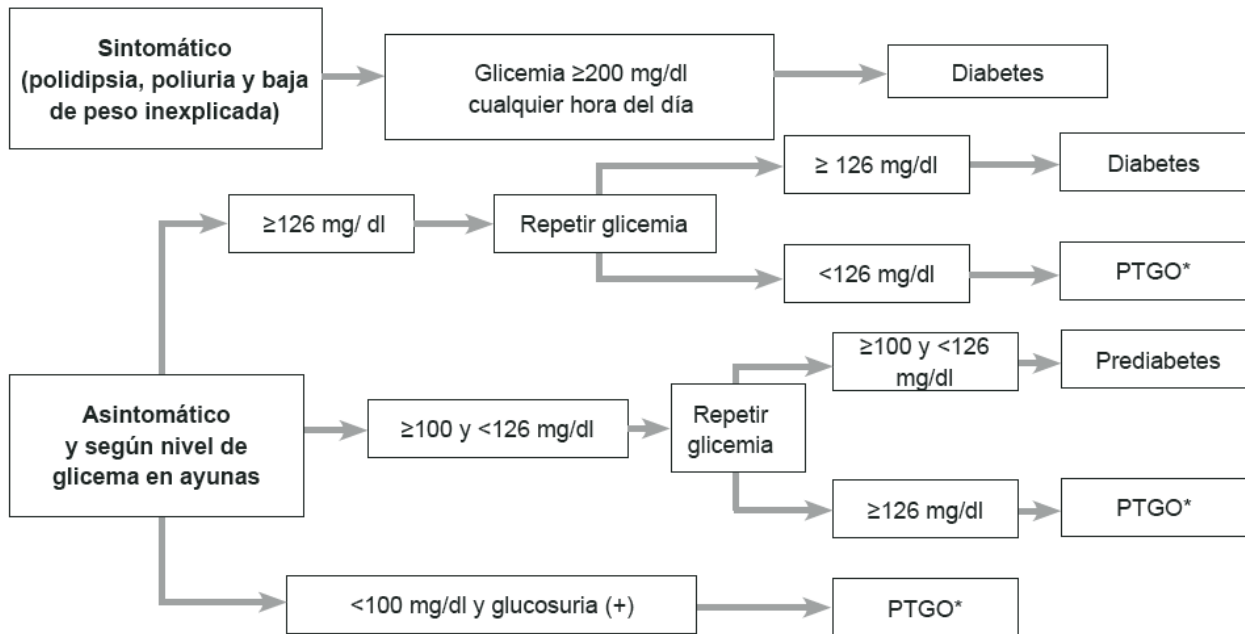 Sintomático
(polidipsia, poliuria y baja
de peso inexplicada)
Glicemia ≥200 mg/dl
cualquier hora del día
Diabetes
≥126 mg/ dl
Repetir glicemia
≥ 126 mg/dl
Diabetes
<126 mg/dl
PTGO*
Asintomático
y según nivel de
glicema en ayunas
≥100 y <126 mg/dl
Repetir
glicemia
≥100 y <126
mg/dl
Prediabetes
≥126 mg/dl
PTGO*
<100 mg/dl y glucosuria (+)
PTGO*